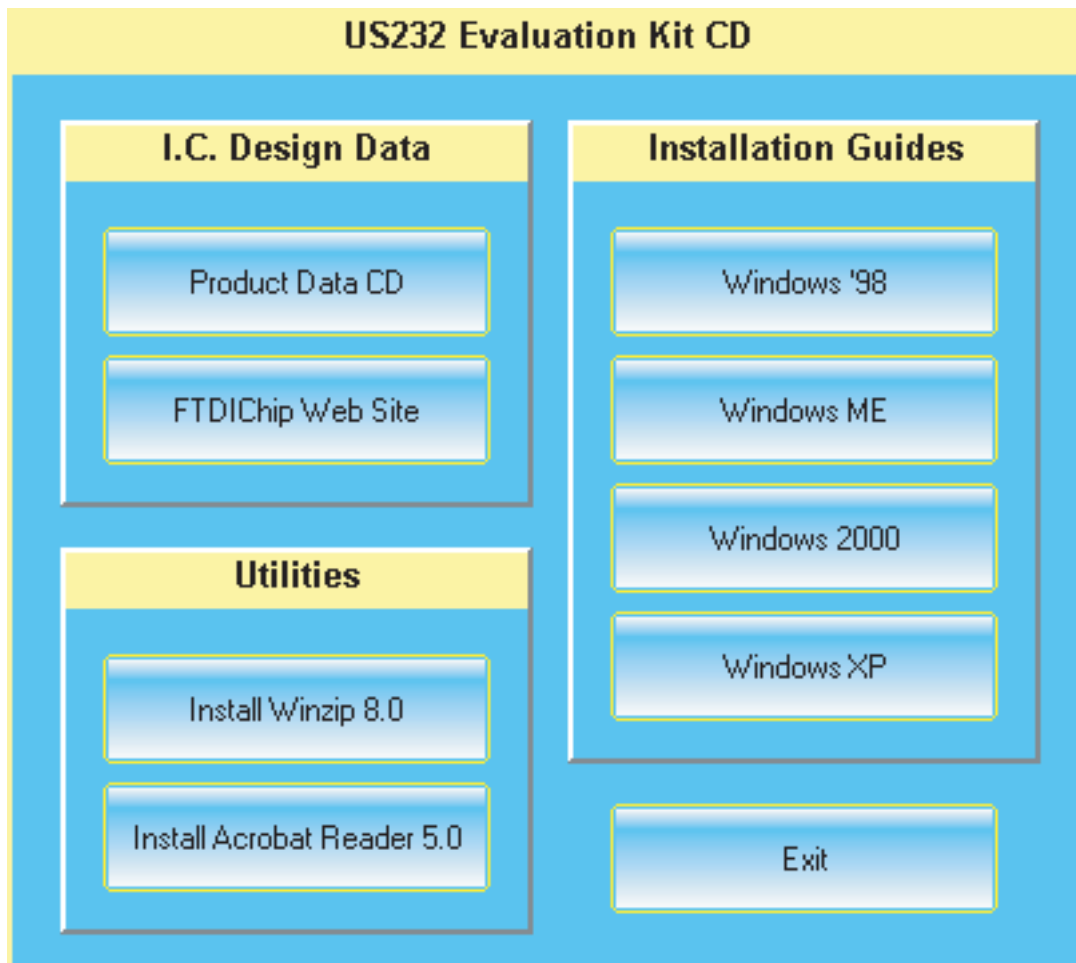 US232 Evaluation Kit CD
I.C. Design Data
Product Data CD
FTDIChip Web Site
Utilities
Install Winzip 8.0
Install Acrobat Reader 5.0
Installation Guides
Windows '98
Windows ME
Windows 2000
Windows XP
Exit